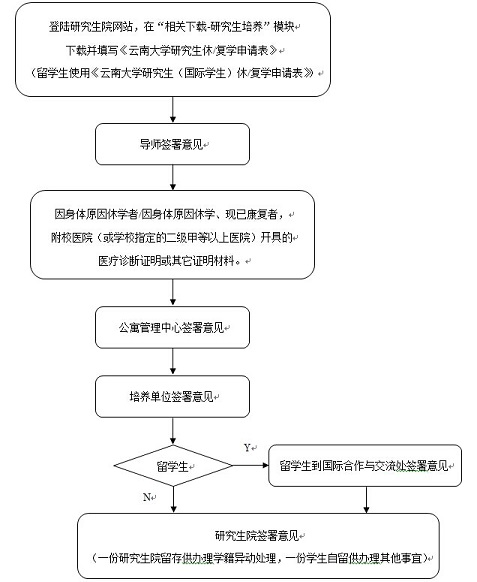 登陆研究生院网站，在“相关下载-研究生培养”模块
下载并填写《云南大学研究生休/复学申请表》
（留学生使用《云南大学研究生（国际学生）休/复学申请表》）
导师签署意见
因身体原因休学者/因身体原因休学、现已康复者，
附校医院（或学校指定的二级甲等以上医院）开具的
医疗诊断证明或其它证明材料。
公寓管理中心签署意见
培养单位签署意见
留学生
Y
留学生到国际合作与交流处签署意见
N
研究生院签署意见
（一份研究生院留存供办理学籍异动处理，一份学生自留供办理其他事宜）